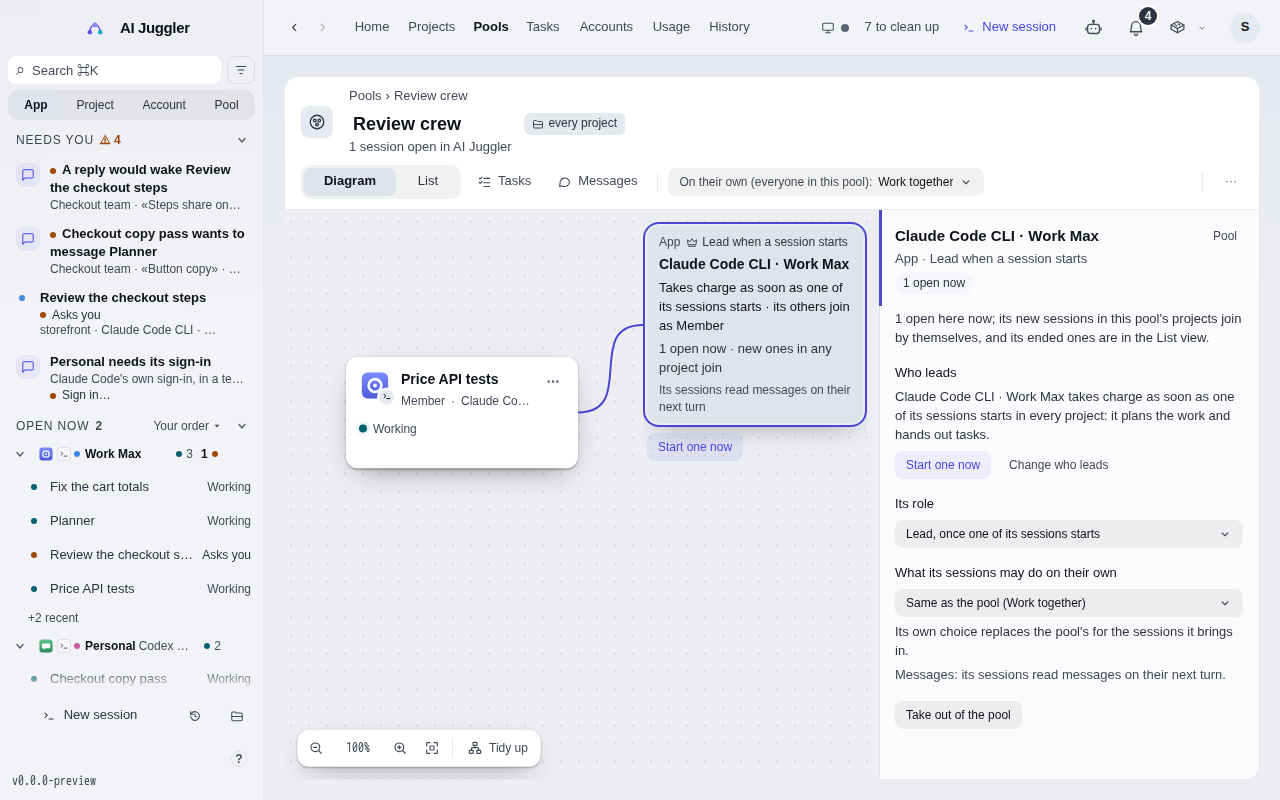 AI Juggler
Search ⌘K
App Project Account Pool
NEEDS YOU 4
A reply would wake Review
the checkout steps
Checkout team · «Steps share on…
Checkout copy pass wants to
message Planner
Checkout team · «Button copy» · …
Review the checkout steps
Asks you
storefront · Claude Code CLI · …
Personal needs its sign-in
Claude Code's own sign-in, in a te…
Sign in…
OPEN NOW 2 Your order
Work Max 3 1
Fix the cart totals Working
Planner Working
Review the checkout s… Asks you
Price API tests Working
+2 recent
Personal Codex … 2
Checkout copy pass Working
New session
?
v0.0.0-preview
Home Projects Pools Tasks Accounts Usage History
7 to clean up
New session
4
S
Pools › Review crew
Review crew
every project
1 session open in AI Juggler
Diagram List Tasks Messages
On their own (everyone in this pool): Work together
…
Price API tests
Member · Claude Co…
Working
App Lead when a session starts
Claude Code CLI · Work Max
Takes charge as soon as one of
its sessions starts · its others join
as Member
1 open now · new ones in any
project join
Its sessions read messages on their
next turn
Start one now
100%
Tidy up
Claude Code CLI · Work Max
Pool
App · Lead when a session starts
1 open now
1 open here now; its new sessions in this pool's projects join
by themselves, and its ended ones are in the List view.
Who leads
Claude Code CLI · Work Max takes charge as soon as one
of its sessions starts in every project: it plans the work and
hands out tasks.
Start one now Change who leads
Its role
Lead, once one of its sessions starts
What its sessions may do on their own
Same as the pool (Work together)
Its own choice replaces the pool's for the sessions it brings
in.
Messages: its sessions read messages on their next turn.
Take out of the pool